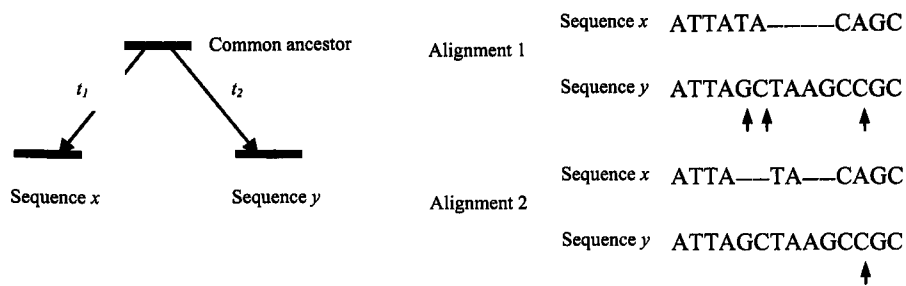 Common ancestor
t1
t2
Sequence x
Sequence y
Alignment 1
Sequence x ATTATA----CAGC
Sequence y ATTAGCTAAGCCGC
Alignment 2
Sequence x ATTA--TA--CAGC
Sequence y ATTAGCTAAGCCGC